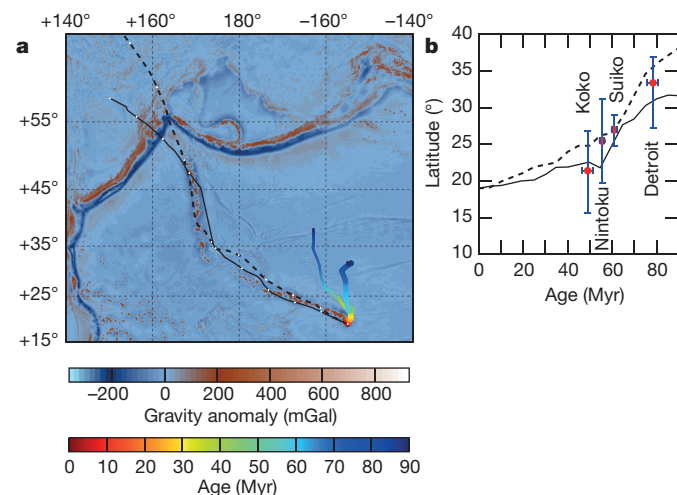 a
+140° +160° 180° −160° −140°
+55°
+45°
+35°
+25°
+15°
−200 0 200 400 600 800
Gravity anomaly (mGal)
0 10 20 30 40 50 60 70 80 90
Age (Myr)
b
40
35
30
25
20
15
10
Latitude (°)
Koko
Nintoku
Suiko
Detroit
0 20 40 60 80
Age (Myr)